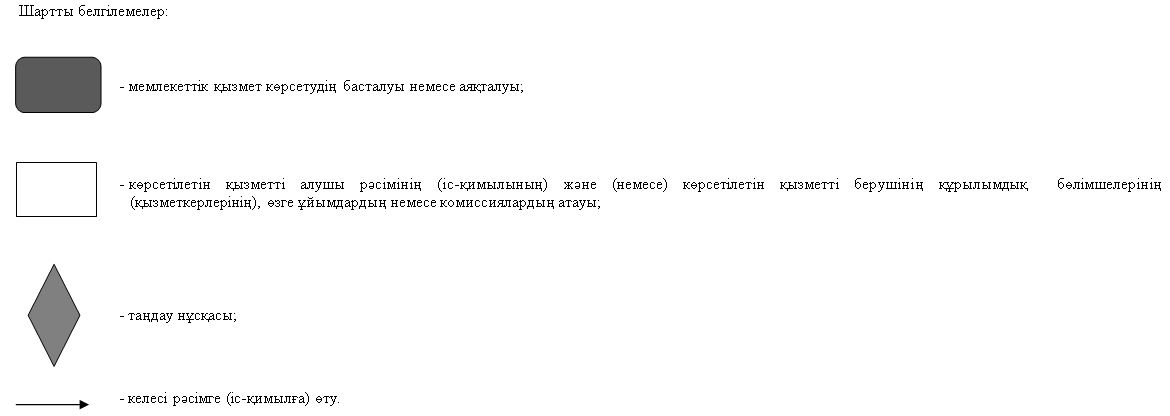 Шартты белгілемелер:
- мемлекеттік қызмет көрсетудің басталуы немесе аяқталуы;
- көрсетілетін қызметті алушы рәсімінің (іс-қимылының) және (немесе) көрсетілетін қызметті берушінің құрылымдық бөлімшелерінің
(қызметкерлерінің), өзге ұйымдардың немесе комиссиялардың атауы;
- таңдау нұсқасы;
- келесі рәсімге (іс-қимылға) өту.